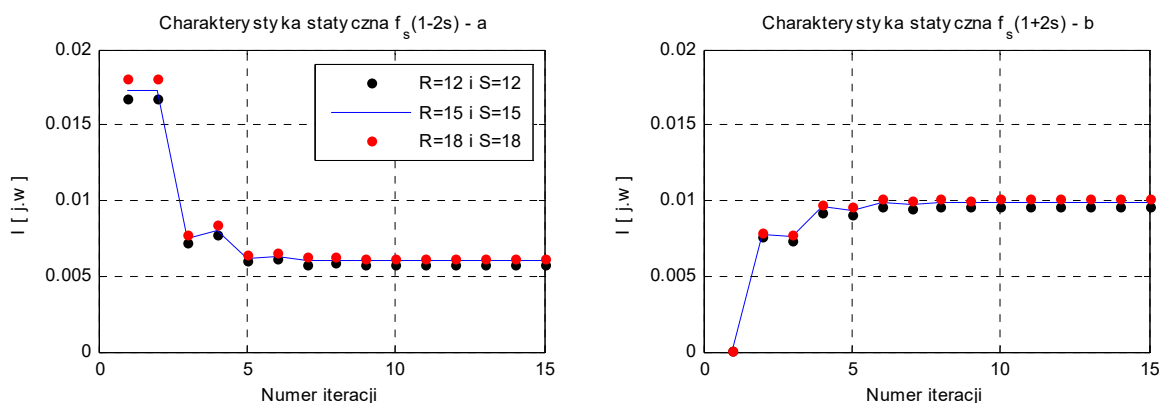 Charakterystyka statyczna f_s(1-2s) - a
0.02
0.015
0.01
0.005
0
I [ j.w ]
R=12 i S=12
R=15 i S=15
R=18 i S=18
0
5
10
15
Numer iteracji
Charakterystyka statyczna f_s(1+2s) - b
0.02
0.015
0.01
0.005
0
I [ j.w ]
0
5
10
15
Numer iteracji